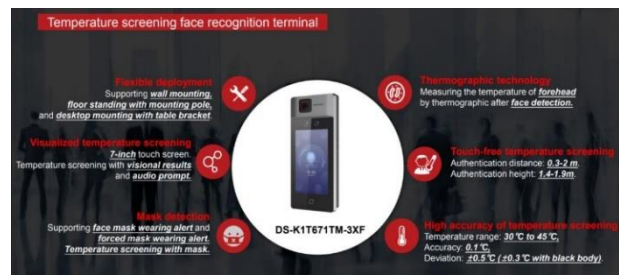 Temperature screening face recognition terminal
Flexible deployment
Supporting wall mounting,
floor standing with mounting pole,
and desktop mounting with table bracket.
Visualized temperature screening
7-inch touch screen.
Temperature screening with visional results
and audio prompt.
Mask detection
Supporting face mask wearing alert and
forced mask wearing alert.
Temperature screening with mask.
DS-K1T671TM-3XF
Thermographic technology
Measuring the temperature of forehead
by thermographic after face detection.
Touch-free temperature screening
Authentication distance: 0.3-2 m.
Authentication height: 1.4-1.9m.
High accuracy of temperature screening
Temperature range: 30℃ to 45℃,
Accuracy: 0.1℃,
Deviation: ±0.5℃ (±0.3℃ with black body).